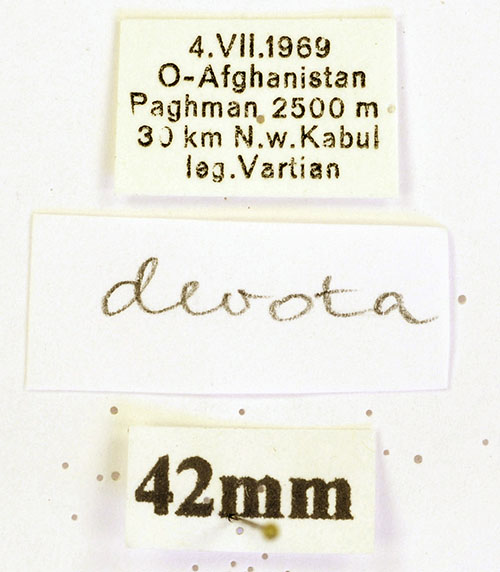 4.VII.1969
O-Afghanistan
Paghman 2500 m
30 km N.w.Kabul
leg.Vartian
devota
42mm